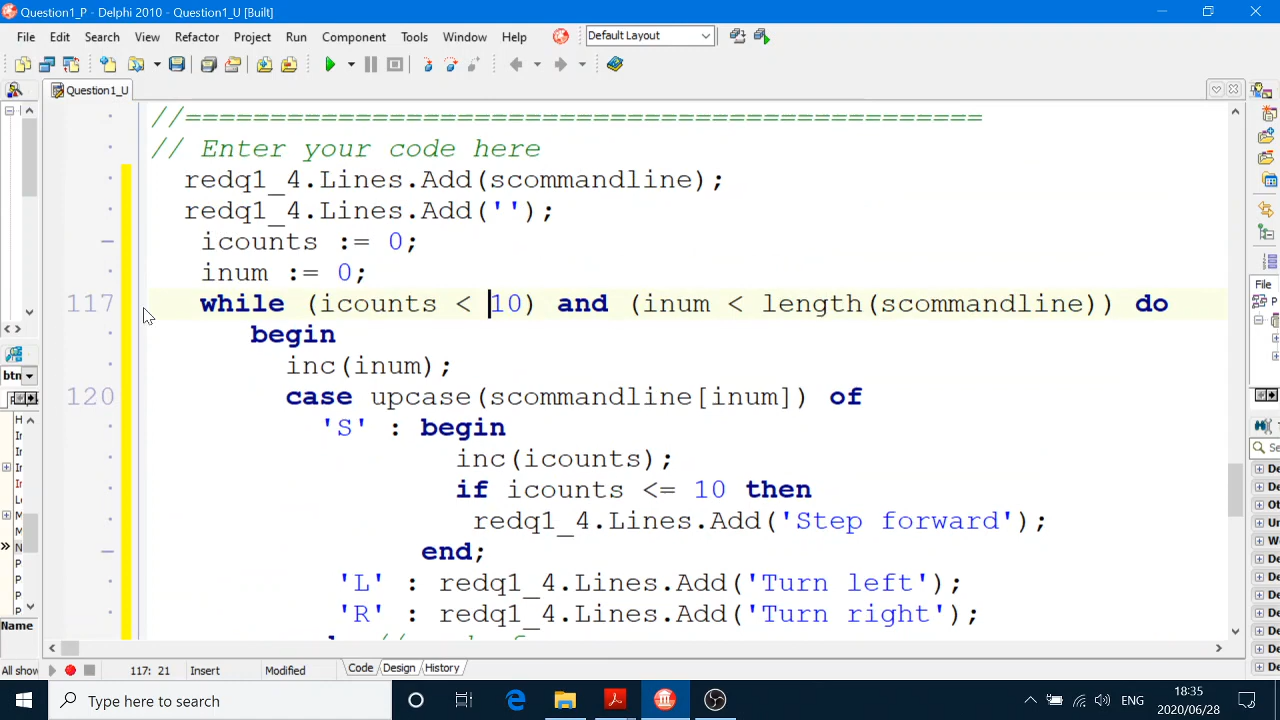 Question1_P - Delphi 2010 - Question1_U [Built]
File Edit Search View Refactor Project Run Component Tools Window Help Default Layout
Question1_U
//===============================================
// Enter your code here
redq1_4.Lines.Add(scommandline);
redq1_4.Lines.Add('');
icounts := 0;
inum := 0;
117 while (icounts < 10) and (inum < length(scommandline)) do
begin
inc(inum);
120 case upcase(scommandline[inum]) of
'S' : begin
inc(icounts);
if icounts <= 10 then
redq1_4.Lines.Add('Step forward');
end;
'L' : redq1_4.Lines.Add('Turn left');
'R' : redq1_4.Lines.Add('Turn right');
File
btn
Name
All show 117: 21 Insert Modified Code Design History
Type here to search
ENG
18:35
2020/06/28